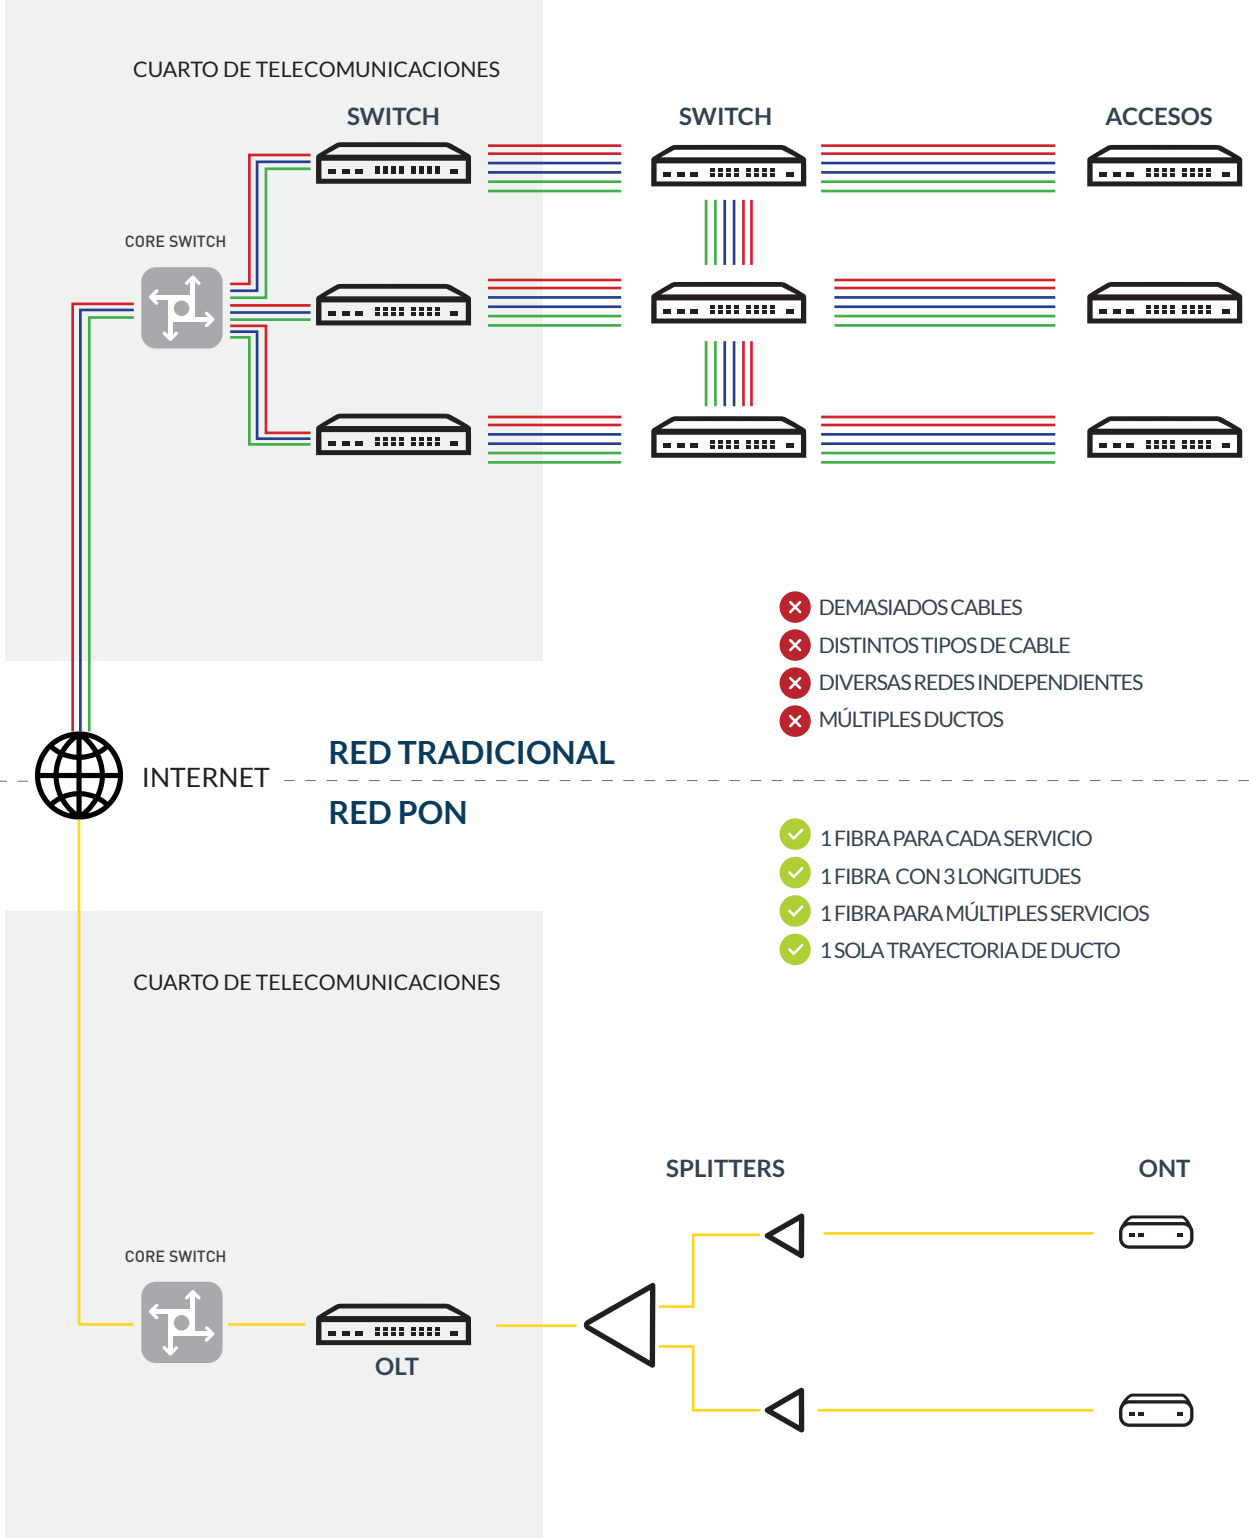 CUARTO DE TELECOMUNICACIONES
SWITCH
SWITCH
ACCESOS
CORE SWITCH
DEMASIADOS CABLES
DISTINTOS TIPOS DE CABLE
DIVERSAS REDES INDEPENDIENTES
MÚLTIPLES DUCTOS
RED TRADICIONAL
INTERNET
RED PON
1 FIBRA PARA CADA SERVICIO
1 FIBRA CON 3 LONGITUDES
1 FIBRA PARA MÚLTIPLES SERVICIOS
1 SOLA TRAYECTORIA DE DUCTO
CUARTO DE TELECOMUNICACIONES
SPLITTERS
ONT
CORE SWITCH
OLT